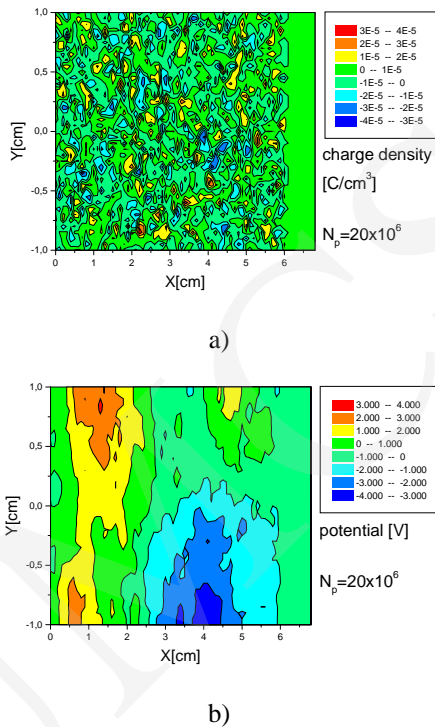 1,0
0,5
0,0
-0,5
-1,0
Y[cm]
0 1 2 3 4 5 6
X[cm]
3E-5 -- 4E-5
2E-5 -- 3E-5
1E-5 -- 2E-5
0 -- 1E-5
-1E-5 -- 0
-2E-5 -- -1E-5
-3E-5 -- -2E-5
-4E-5 -- -3E-5
charge density
[C/cm³]
Nₚ=20x10⁶
a)
1,0
0,5
0,0
-0,5
-1,0
Y[cm]
0 1 2 3 4 5 6
X[cm]
3.000 -- 4.000
2.000 -- 3.000
1.000 -- 2.000
0 -- 1.000
-1.000 -- 0
-2.000 -- -1.000
-3.000 -- -2.000
-4.000 -- -3.000
potential [V]
Nₚ=20x10⁶
b)